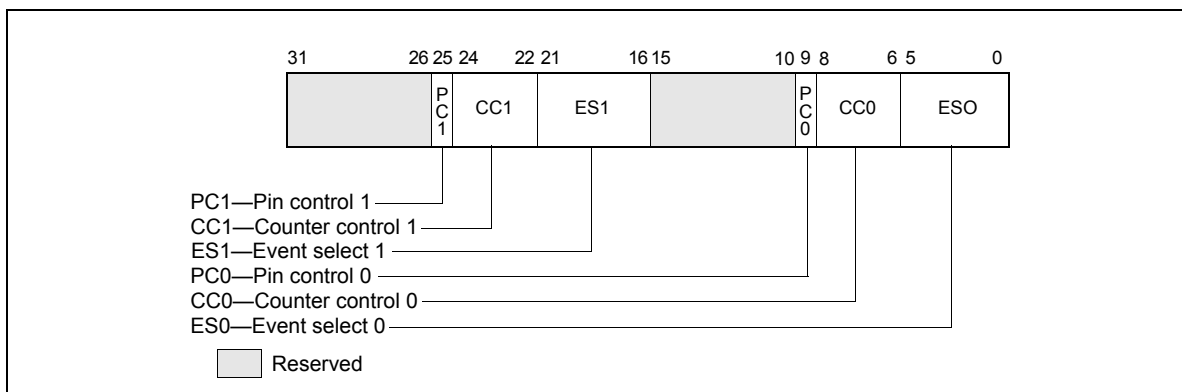 31 26 25 24 22 21 16 15 10 9 8 6 5 0
P
C
1
CC1
ES1
P
C
0
CC0
ESO
PC1—Pin control 1
CC1—Counter control 1
ES1—Event select 1
PC0—Pin control 0
CC0—Counter control 0
ES0—Event select 0
Reserved